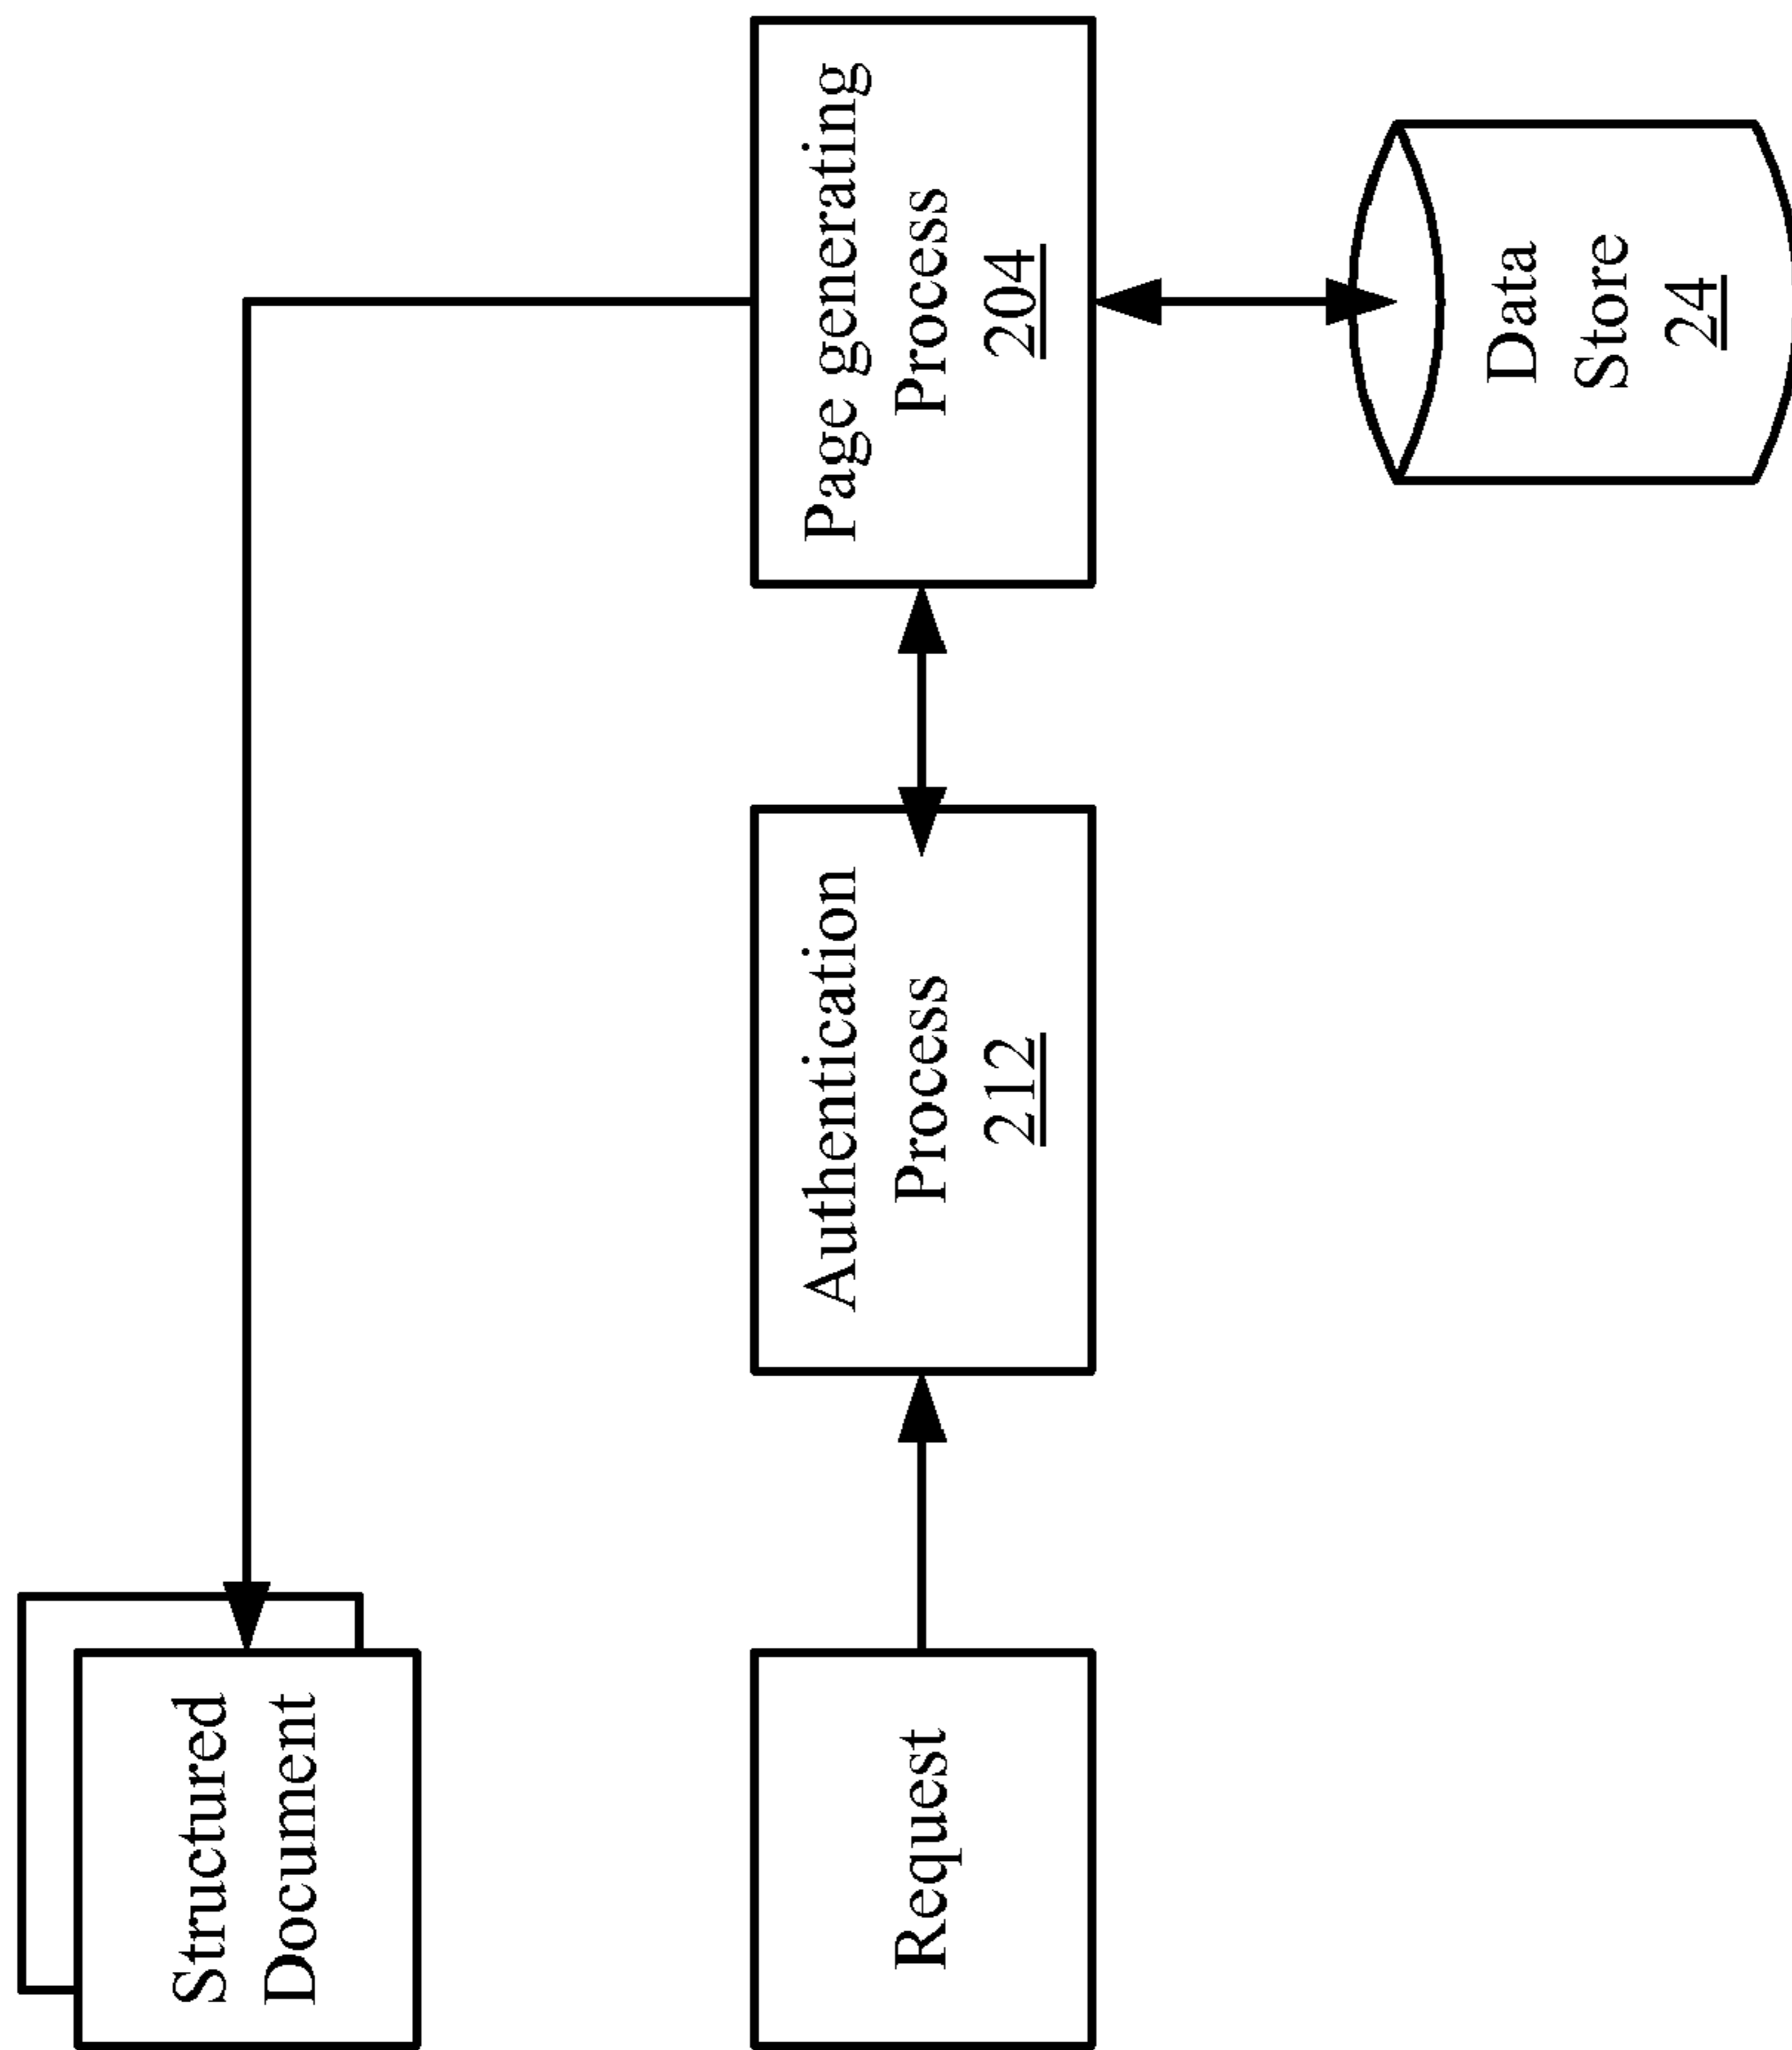 Structured
Document
Request
Authentication
Process
212
Page generating
Process
204
Data
Store
24